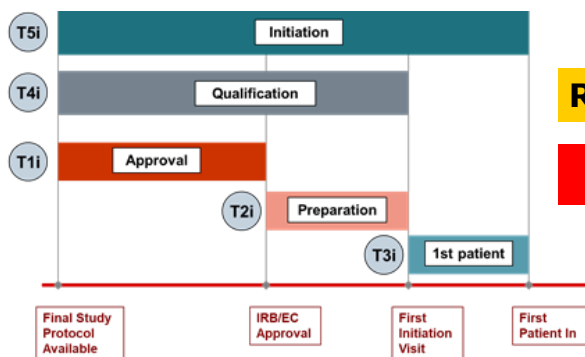 T5i
Initiation
T4i
Qualification
R
T1i
Approval
T2i
Preparation
T3i
1st patient
Final Study
Protocol
Available
IRB/EC
Approval
First
Initiation
Visit
First
Patient In